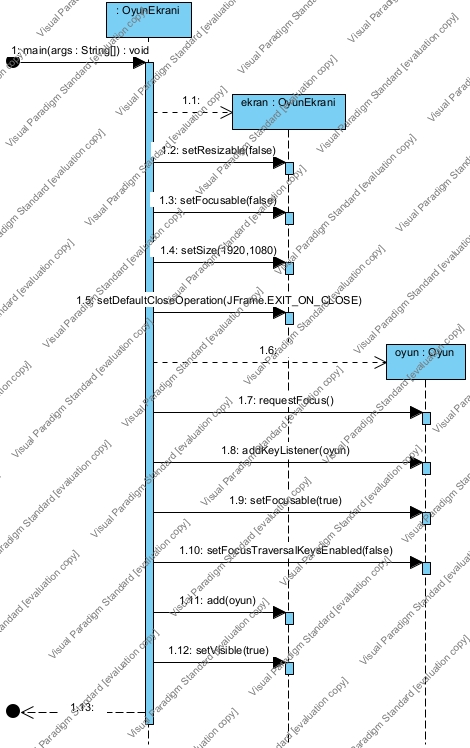 : OyunEkrani
1: main(args : String[]) : void
1.1:
ekran : OyunEkrani
1.2: setResizable(false)
1.3: setFocusable(false)
1.4: setSize(1920,1080)
1.5: setDefaultCloseOperation(JFrame.EXIT_ON_CLOSE)
1.6:
oyun : Oyun
1.7: requestFocus()
1.8: addKeyListener(oyun)
1.9: setFocusable(true)
1.10: setFocusTraversalKeysEnabled(false)
1.11: add(oyun)
1.12: setVisible(true)
1.13:
Visual Paradigm Standard [evaluation copy]